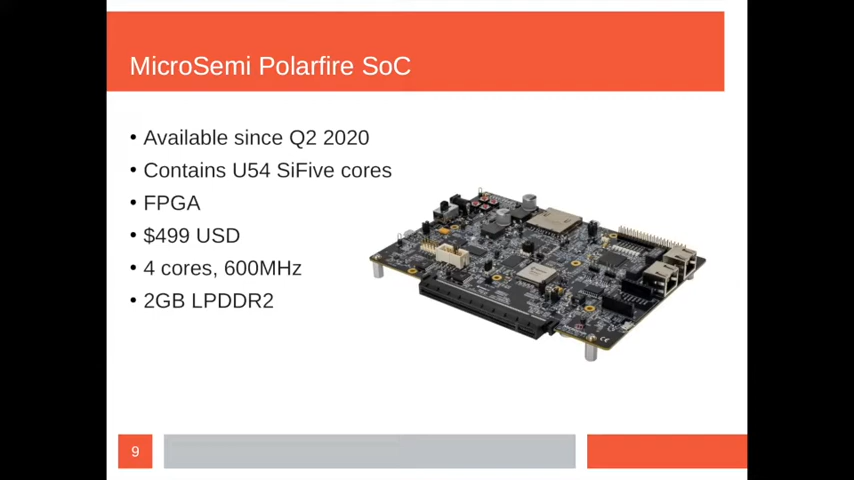 MicroSemi Polarfire SoC
• Available since Q2 2020
• Contains U54 SiFive cores
• FPGA
• $499 USD
• 4 cores, 600MHz
• 2GB LPDDR2
9